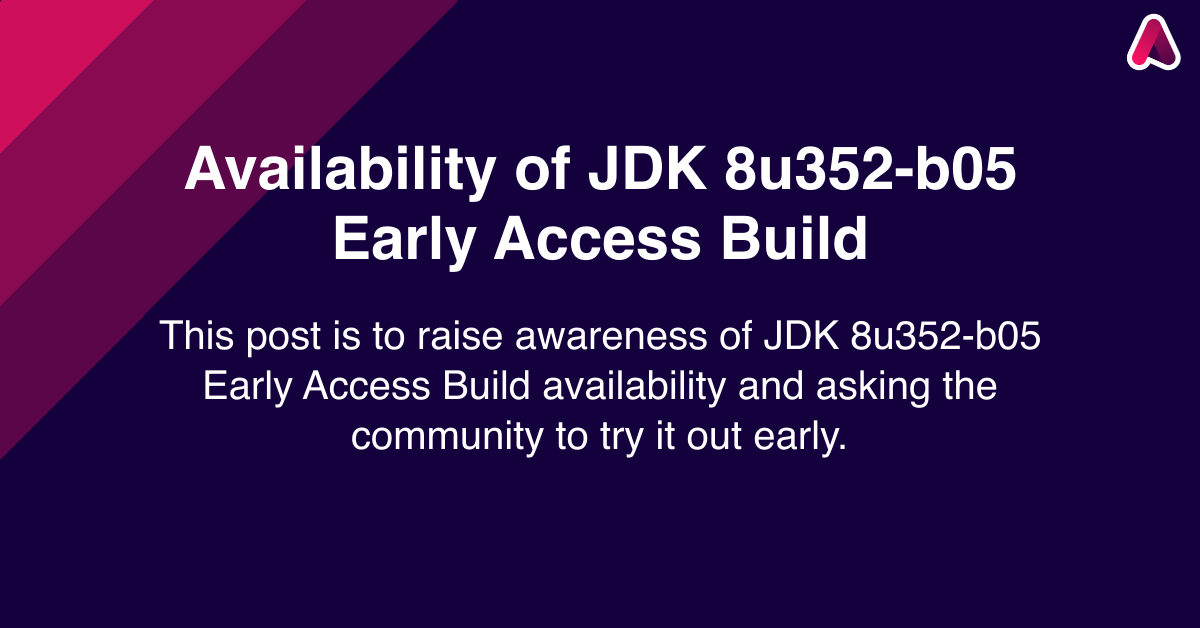 Availability of JDK 8u352-b05
Early Access Build
This post is to raise awareness of JDK 8u352-b05
Early Access Build availability and asking the
community to try it out early.